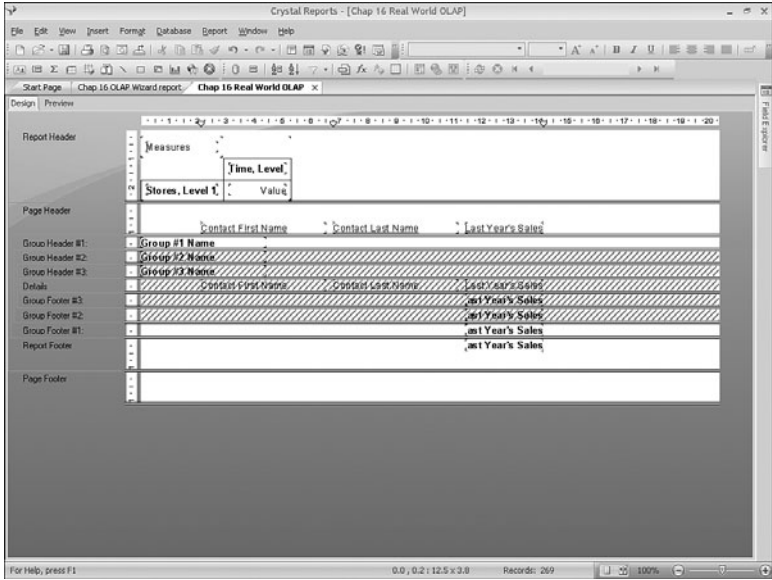 Crystal Reports - [Chap 16 Real World OLAP]
File Edit View Insert Format Database Report Window Help
A A B I U
Start Page Chap 16 OLAP Wizard report Chap 16 Real World OLAP ×
Design Preview
Field Explorer
Report Header
Measures
Time, Level
Stores, Level 1 Value
Page Header
Contact First Name Contact Last Name Last Year's Sales
Group Header #1: Group #1 Name
Group Header #2: Group #2 Name
Group Header #3: Group #3 Name
Details Contact First Name Contact Last Name Last Year's Sales
Group Footer #3: ast Year's Sales
Group Footer #2: ast Year's Sales
Group Footer #1: ast Year's Sales
Report Footer ast Year's Sales
Page Footer
For Help, press F1 0.0 , 0.2 : 12.5 x 3.8 Records: 269 100%